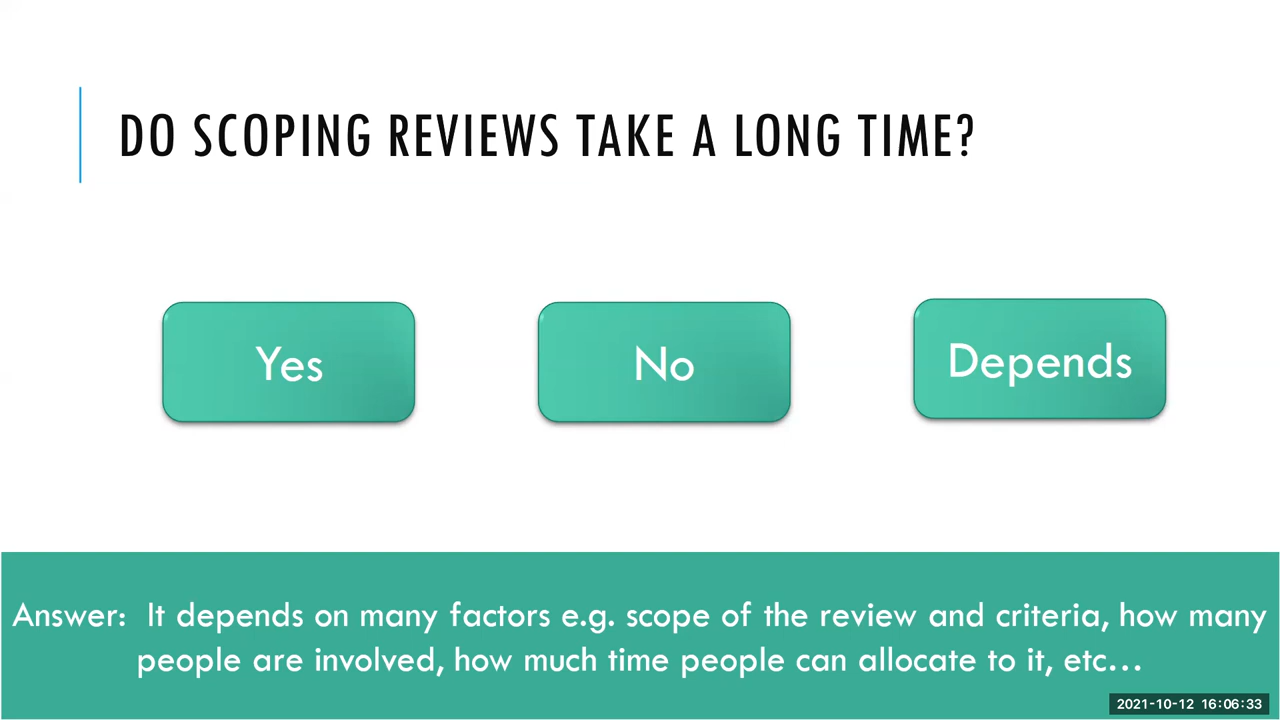 DO SCOPING REVIEWS TAKE A LONG TIME?
Yes
No
Depends
Answer:  It depends on many factors e.g. scope of the review and criteria, how many
people are involved, how much time people can allocate to it, etc...
2021-10-12 16:06:33